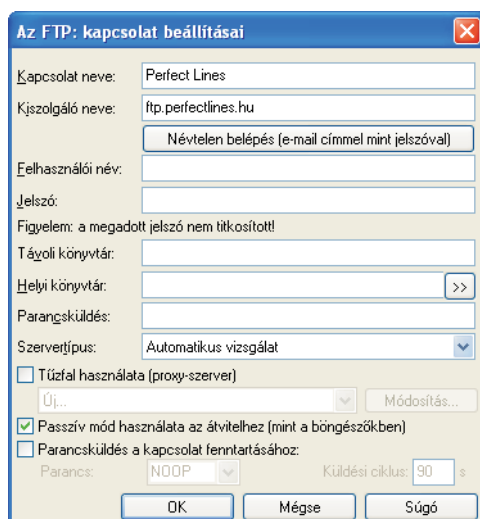 Az FTP: kapcsolat beállításai
Kapcsolat neve: Perfect Lines
Kiszolgáló neve: ftp.perfectlines.hu
Névtelen belépés (e-mail címmel mint jelszóval)
Felhasználói név:
Jelszó:
Figyelem: a megadott jelszó nem titkosított!
Távoli könyvtár:
Helyi könyvtár: >>
Parancsküldés:
Szervertípus: Automatikus vizsgálat
Tűzfal használata (proxy-szerver)
Új... Módosítás...
Passzív mód használata az átvitelhez (mint a böngészőkben)
Parancsküldés a kapcsolat fenntartásához:
Parancs: NOOP Küldési ciklus: 90 s
OK Mégse Súgó